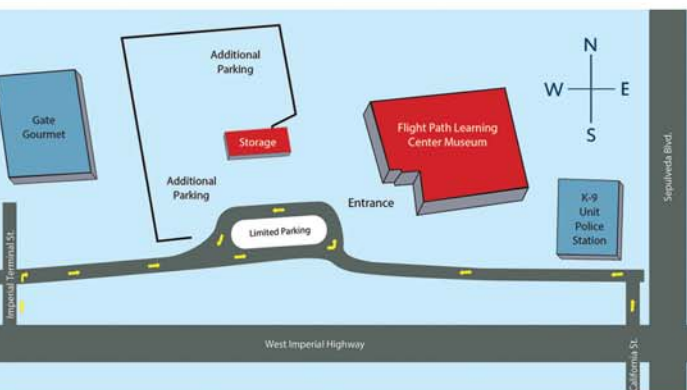 Additional
Parking
N
W
E
S
Gate
Gourmet
Storage
Flight Path Learning
Center Museum
Sepulveda Blvd.
Additional
Parking
Entrance
K-9
Unit
Police
Station
Limited Parking
Imperial Terminal St.
West Imperial Highway
California St.